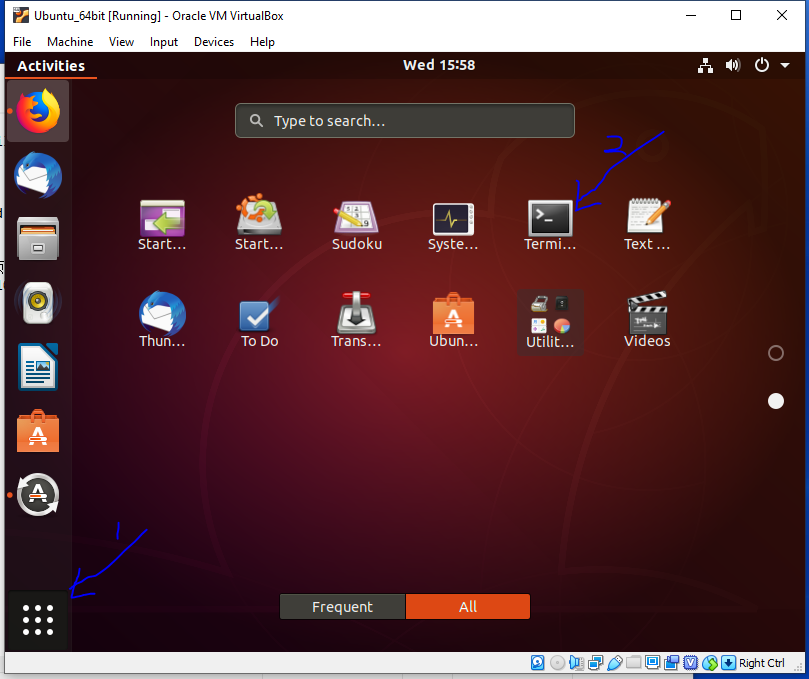 Ubuntu_64bit [Running] - Oracle VM VirtualBox
File Machine View Input Devices Help
Activities
Wed 15:58
Type to search...
Start... Start... Sudoku Syste... Termi... Text ...
Thun... To Do Trans... Ubun... Utilit... Videos
1
2
Frequent All
Right Ctrl